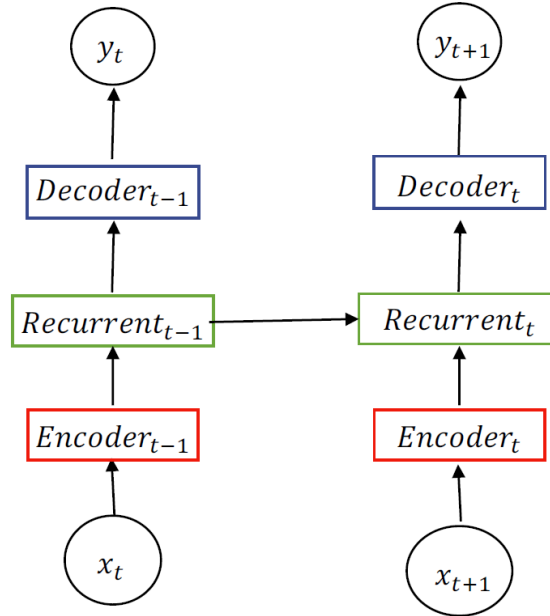 y_t y_{t+1}
Decoder_{t−1} Decoder_t
Recurrent_{t−1} Recurrent_t
Encoder_{t−1} Encoder_t
x_t x_{t+1}